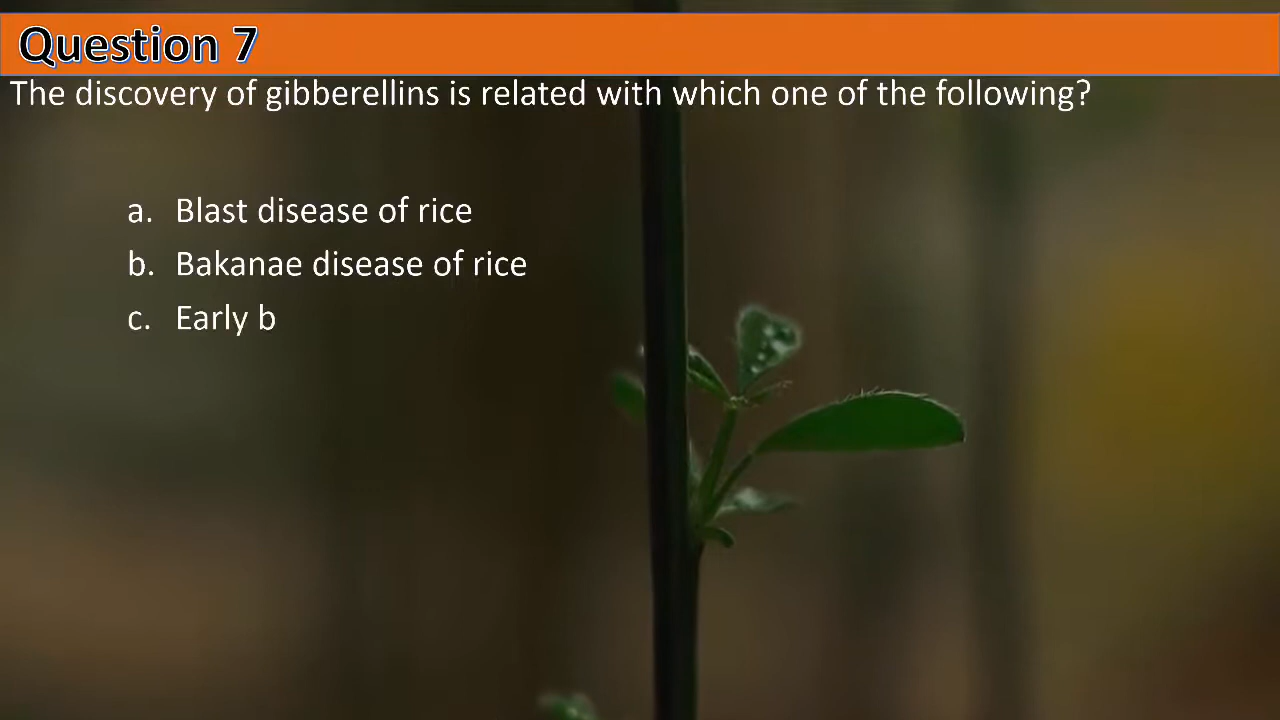 Question 7
The discovery of gibberellins is related with which one of the following?
a. Blast disease of rice
b. Bakanae disease of rice
c. Early b